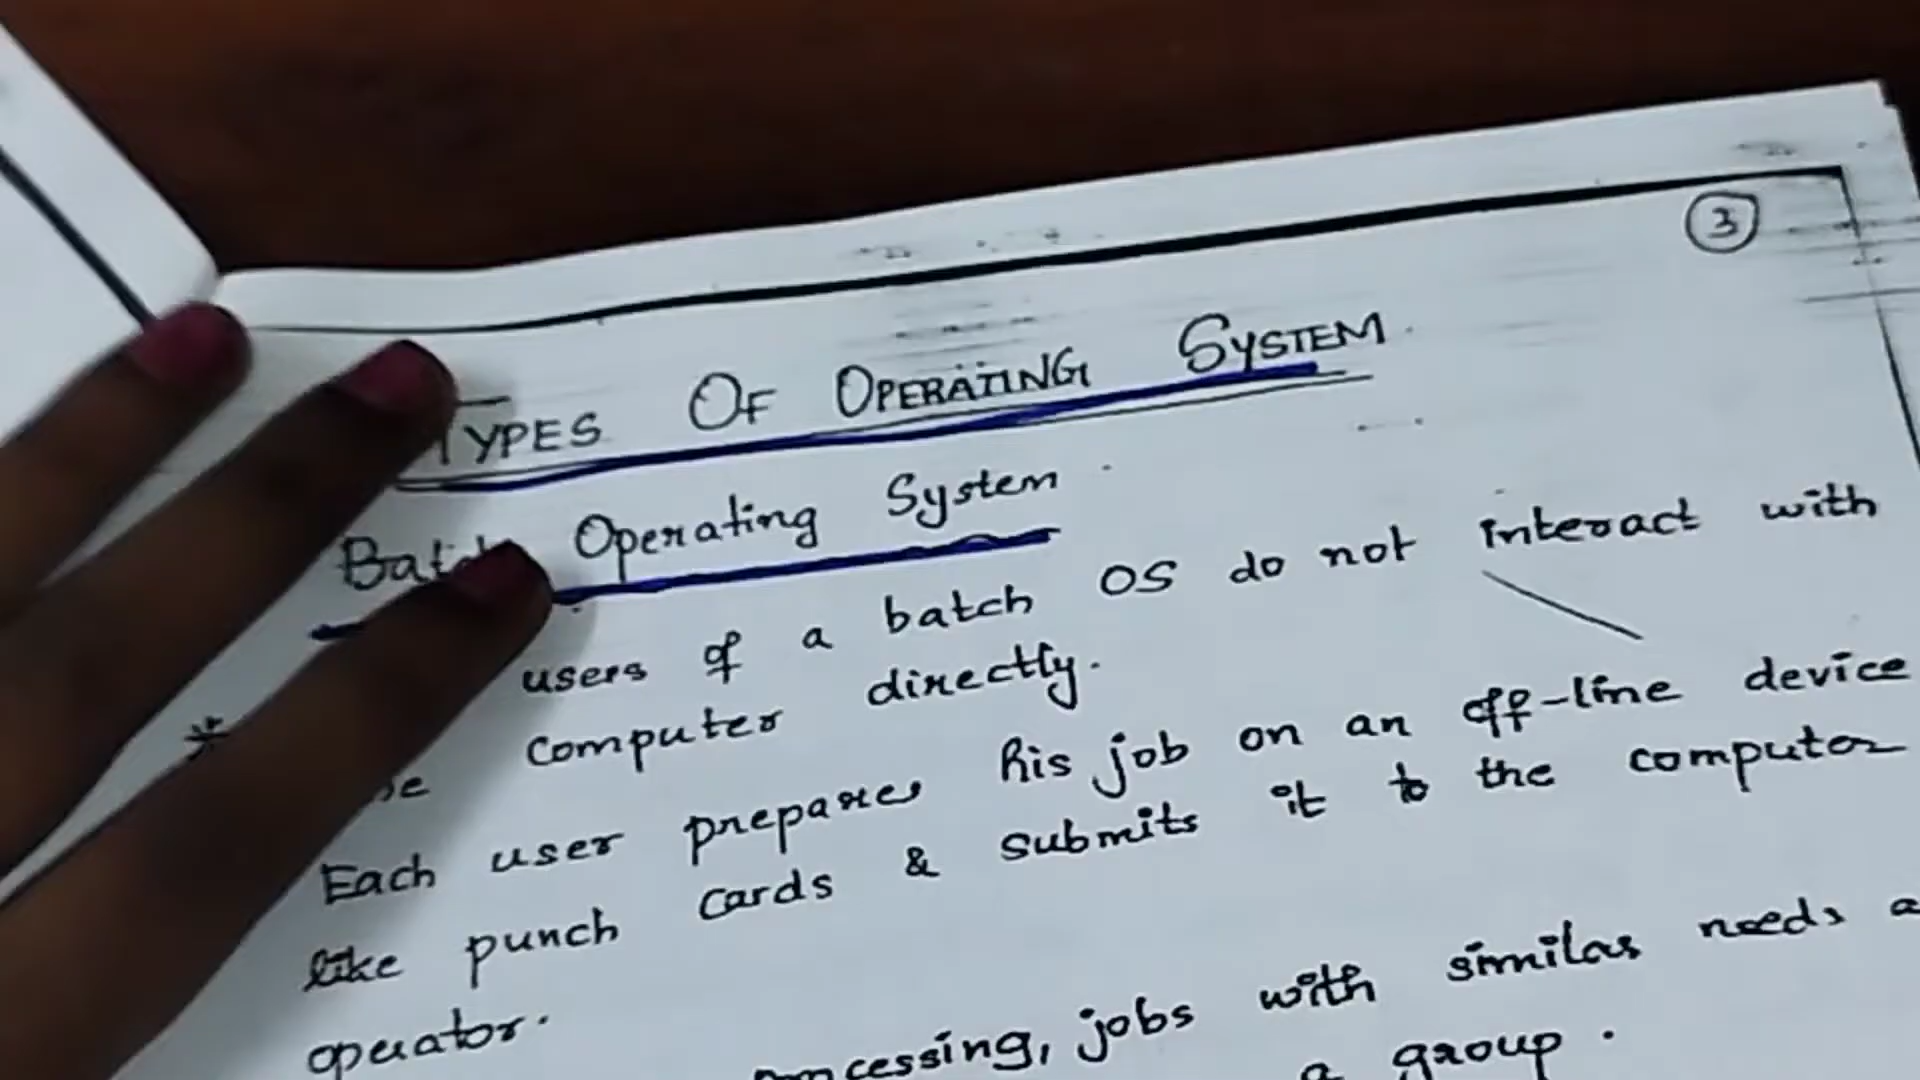 3
TYPES OF OPERATING SYSTEM
Operating System
users of a batch OS do not interact with
computer directly.
* Each user prepares his job on an off-line device
like punch cards & submits it to the computer
operator.
jobs with similar needs
a group.